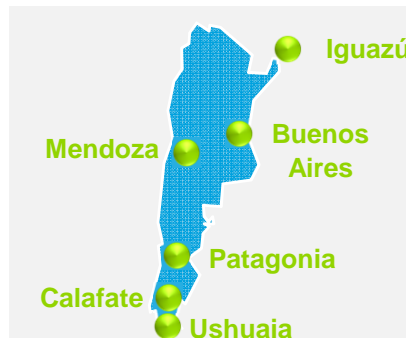 Iguazú
Buenos
Aires
Mendoza
Patagonia
Calafate
Ushuaia